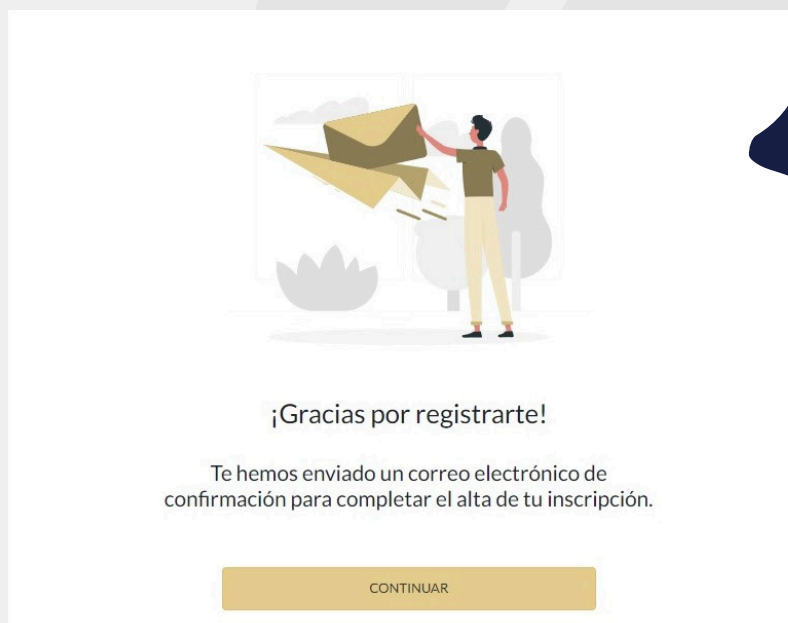 ¡Gracias por registrarte!
Te hemos enviado un correo electrónico de
confirmación para completar el alta de tu inscripción.
CONTINUAR